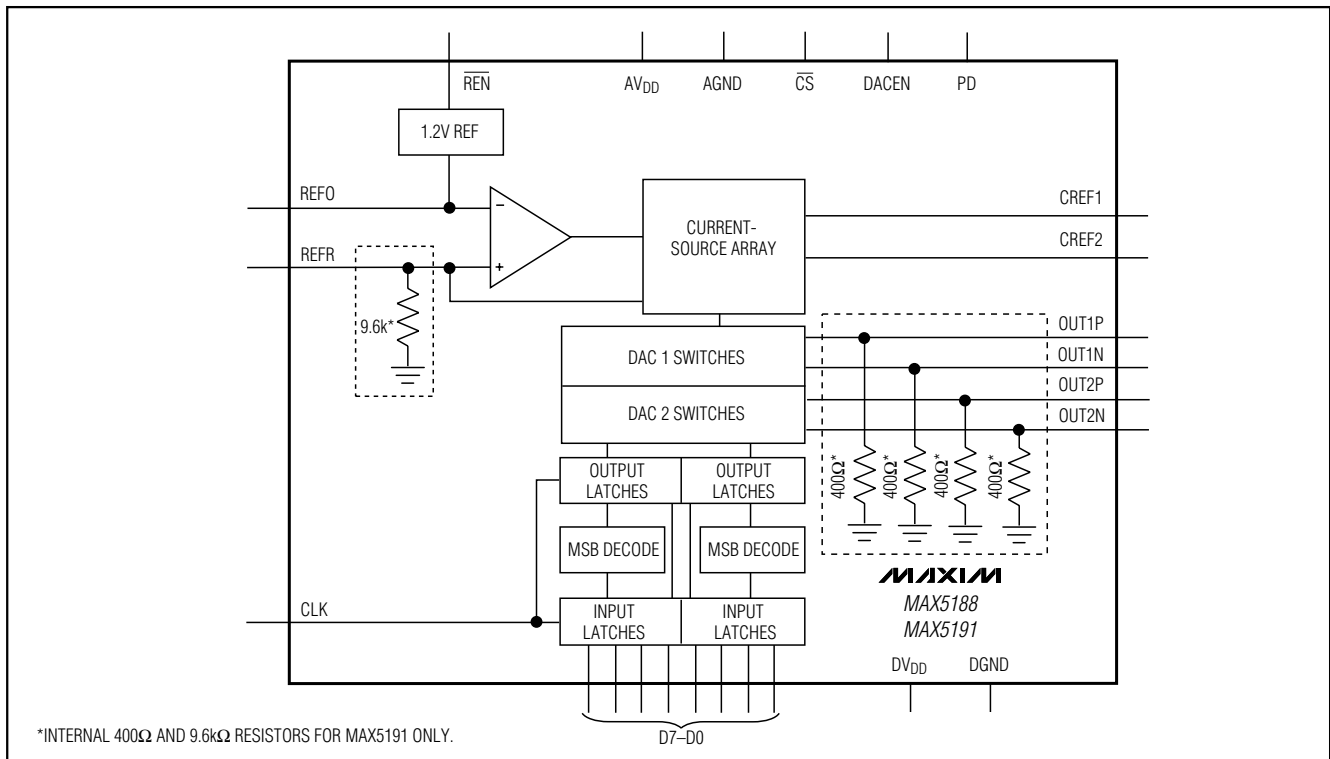 REN
AVDD AGND CS DACEN PD
1.2V REF
REFO
REFR
−
+
9.6k*
CURRENT-
SOURCE ARRAY
CREF1
CREF2
DAC 1 SWITCHES
DAC 2 SWITCHES
OUT1P
OUT1N
OUT2P
OUT2N
400Ω* 400Ω* 400Ω* 400Ω*
OUTPUT
LATCHES
OUTPUT
LATCHES
MSB DECODE
MSB DECODE
CLK
INPUT
LATCHES
INPUT
LATCHES
MAXIM
MAX5188
MAX5191
DVDD DGND
D7–D0
*INTERNAL 400Ω AND 9.6kΩ RESISTORS FOR MAX5191 ONLY.